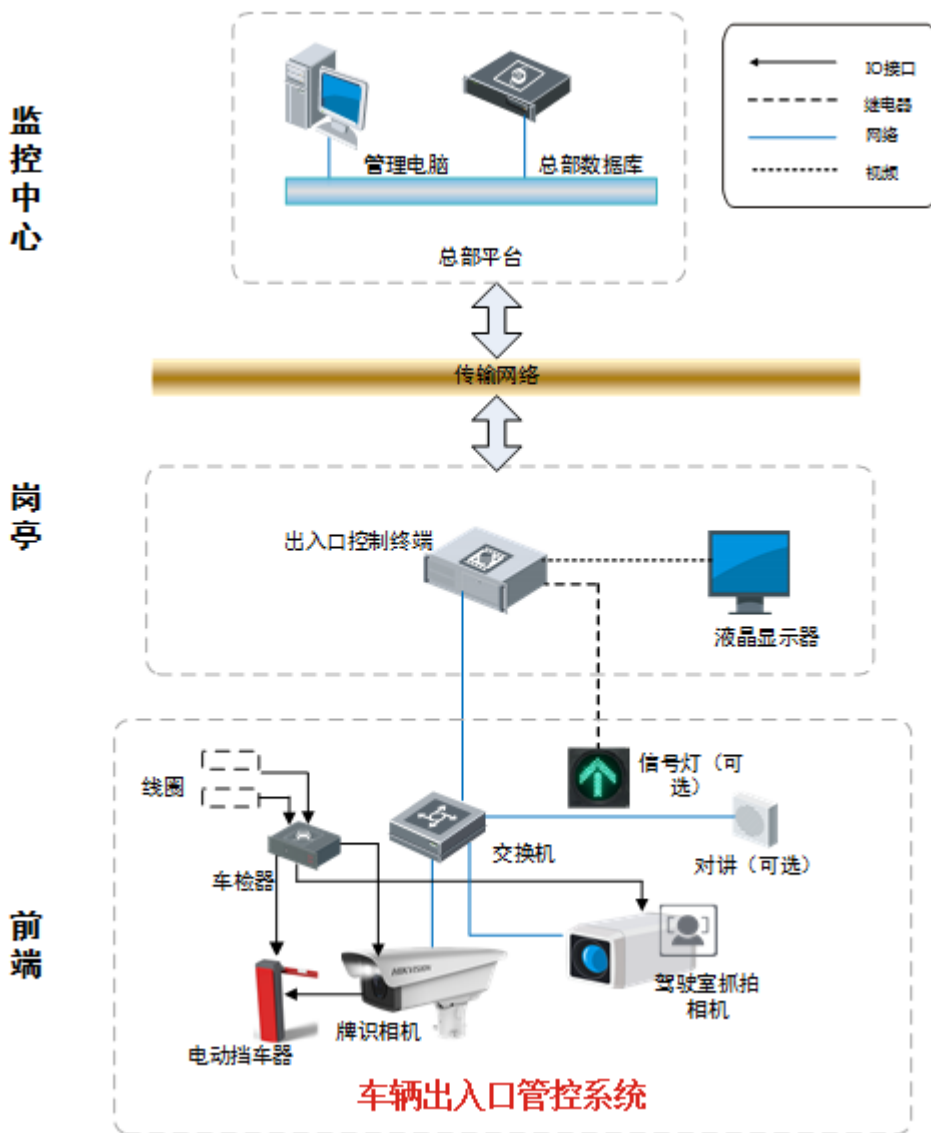 监控中心
管理电脑
总部数据库
总部平台
IO接口
继电器
网络
视频
传输网络
岗亭
出入口控制终端
液晶显示器
前端
线圈
车检器
信号灯（可
选）
交换机
对讲（可选）
HIKVISION
驾驶室抓拍
相机
牌识相机
电动挡车器
车辆出入口管控系统